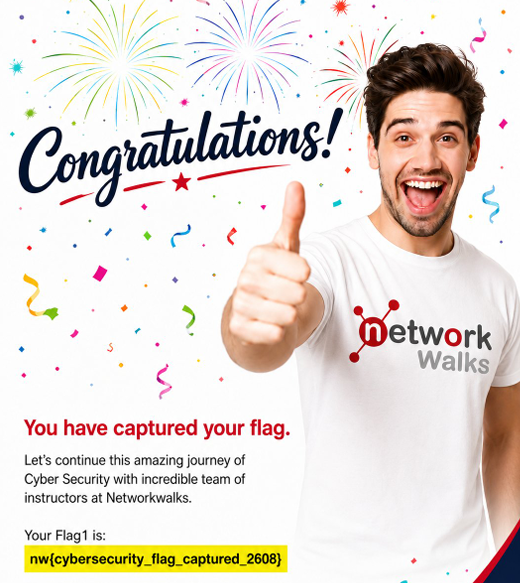 Congratulations!
network
Walks
You have captured your flag.
Let's continue this amazing journey of
Cyber Security with incredible team of
instructors at Networkwalks.
Your Flag1 is:
nw{cybersecurity_flag_captured_2608}